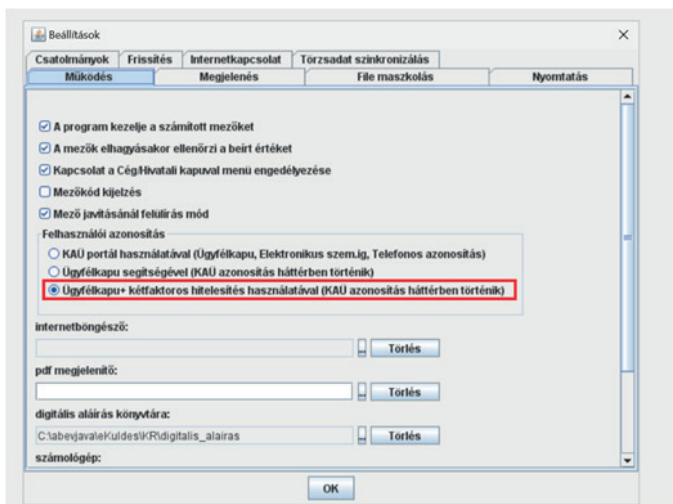 Beállítások
Csatolmányok Frissítés Internetkapcsolat Törzsadat szinkronizálás
Működés Megjelenés File maszkolás Nyomtatás
A program kezelje a számított mezőket
A mezők elhagyásakor ellenőrzi a beírt értéket
Kapcsolat a Cég/Hivatali kapuval menü engedélyezése
Mezőkód kijelzés
Mező javításánál felülírás mód
Felhasználói azonosítás
KAÜ portál használatával (Ügyfélkapu, Elektronikus szem.ig, Telefonos azonosítás)
Ügyfélkapu segítségével (KAÜ azonosítás háttérben történik)
Ügyfélkapu+ kétfaktoros hitelesítés használatával (KAÜ azonosítás háttérben történik)
internetböngésző:
... Törlés
pdf megjelenítő:
... Törlés
digitális aláírás könyvtára:
C:\abevjava\eKuldes\KR\digitalis_alairas ... Törlés
számológép:
OK